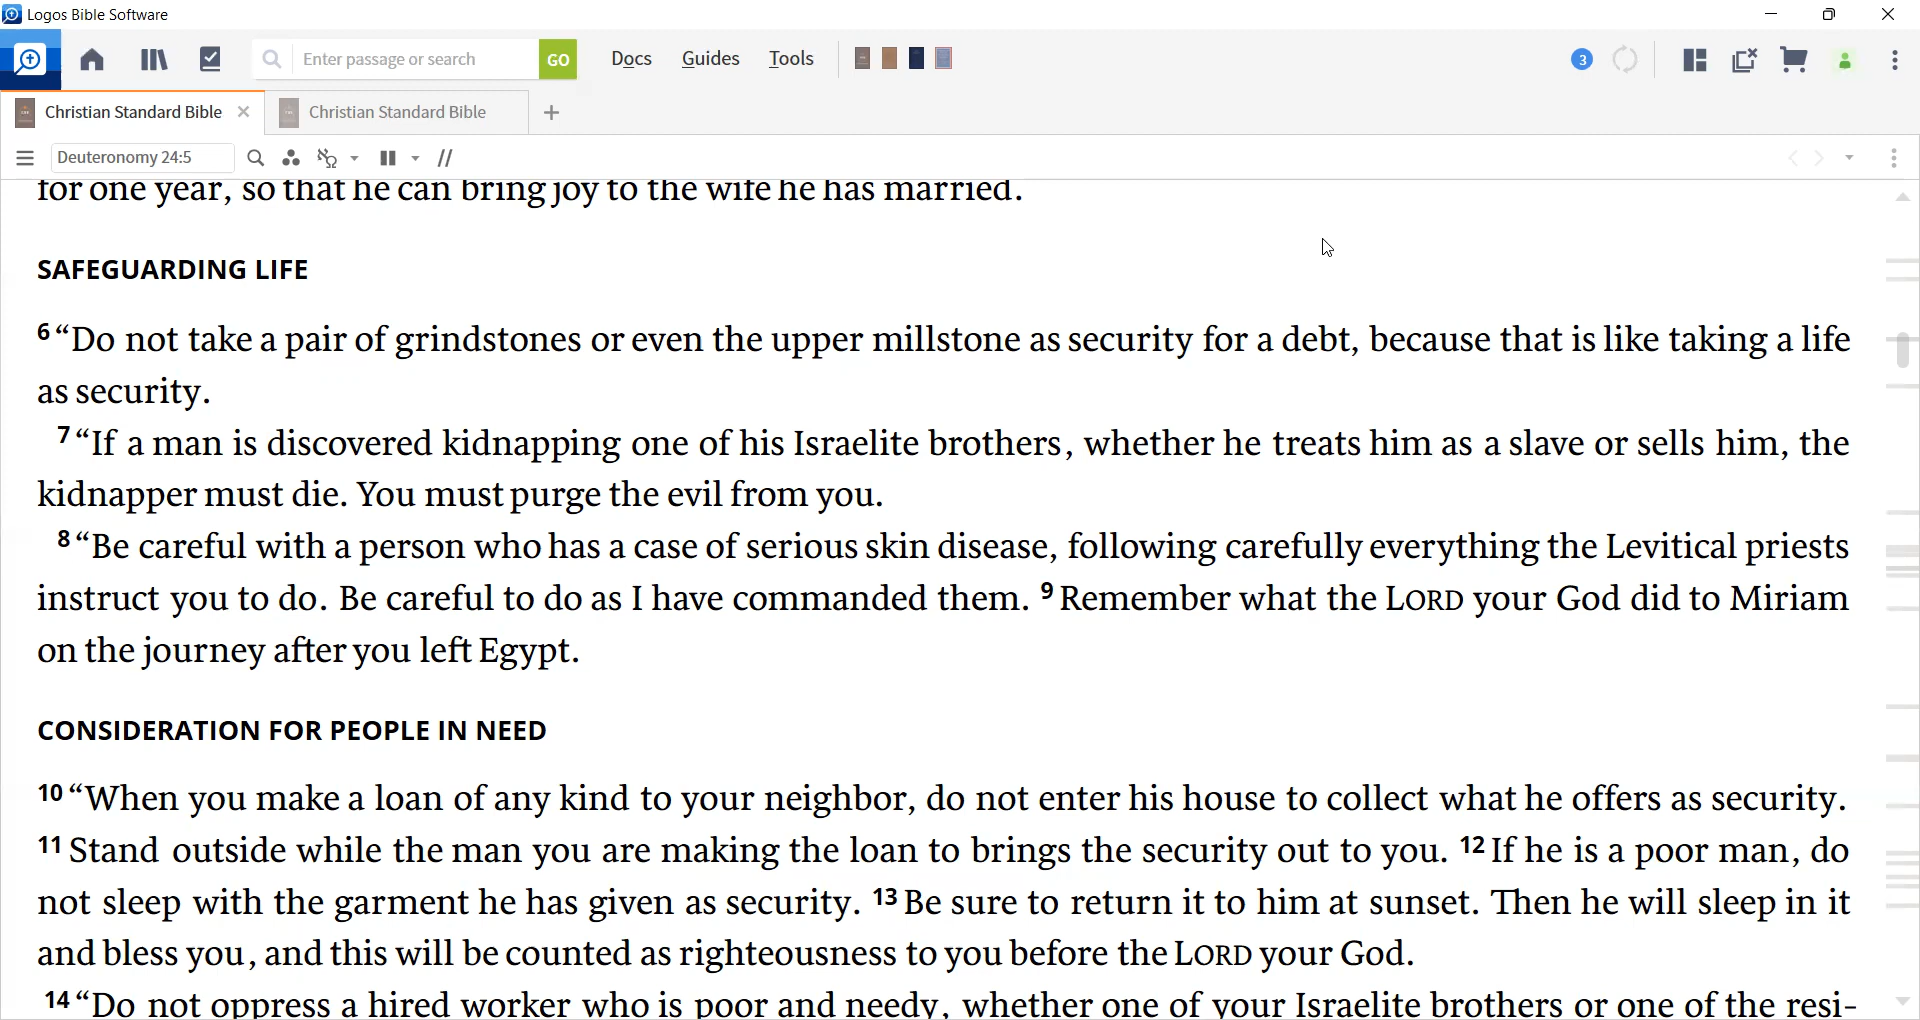 Logos Bible Software
Enter passage or search GO Docs Guides Tools 3
Christian Standard Bible Christian Standard Bible
Deuteronomy 24:5
for one year, so that he can bring joy to the wife he has married.
SAFEGUARDING LIFE
6 “Do not take a pair of grindstones or even the upper millstone as security for a debt, because that is like taking a life
as security.
7 “If a man is discovered kidnapping one of his Israelite brothers, whether he treats him as a slave or sells him, the
kidnapper must die. You must purge the evil from you.
8 “Be careful with a person who has a case of serious skin disease, following carefully everything the Levitical priests
instruct you to do. Be careful to do as I have commanded them. 9 Remember what the LORD your God did to Miriam
on the journey after you left Egypt.
CONSIDERATION FOR PEOPLE IN NEED
10 “When you make a loan of any kind to your neighbor, do not enter his house to collect what he offers as security.
11 Stand outside while the man you are making the loan to brings the security out to you. 12 If he is a poor man, do
not sleep with the garment he has given as security. 13 Be sure to return it to him at sunset. Then he will sleep in it
and bless you, and this will be counted as righteousness to you before the LORD your God.
14 “Do not oppress a hired worker who is poor and needy, whether one of your Israelite brothers or one of the resi-